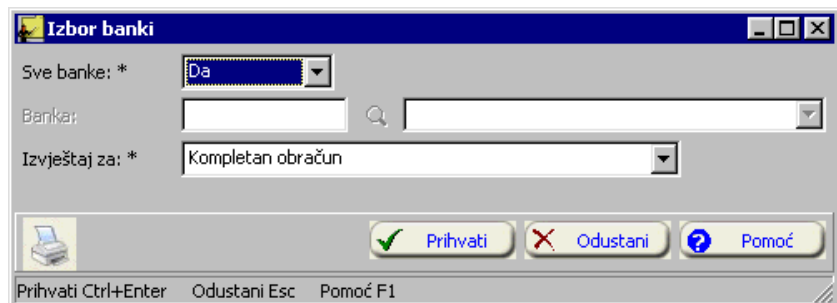 Izbor banki
Sve banke: * Da
Banka:
Izvještaj za: * Kompletan obračun
Prihvati Odustani Pomoć
Prihvati Ctrl+Enter Odustani Esc Pomoć F1